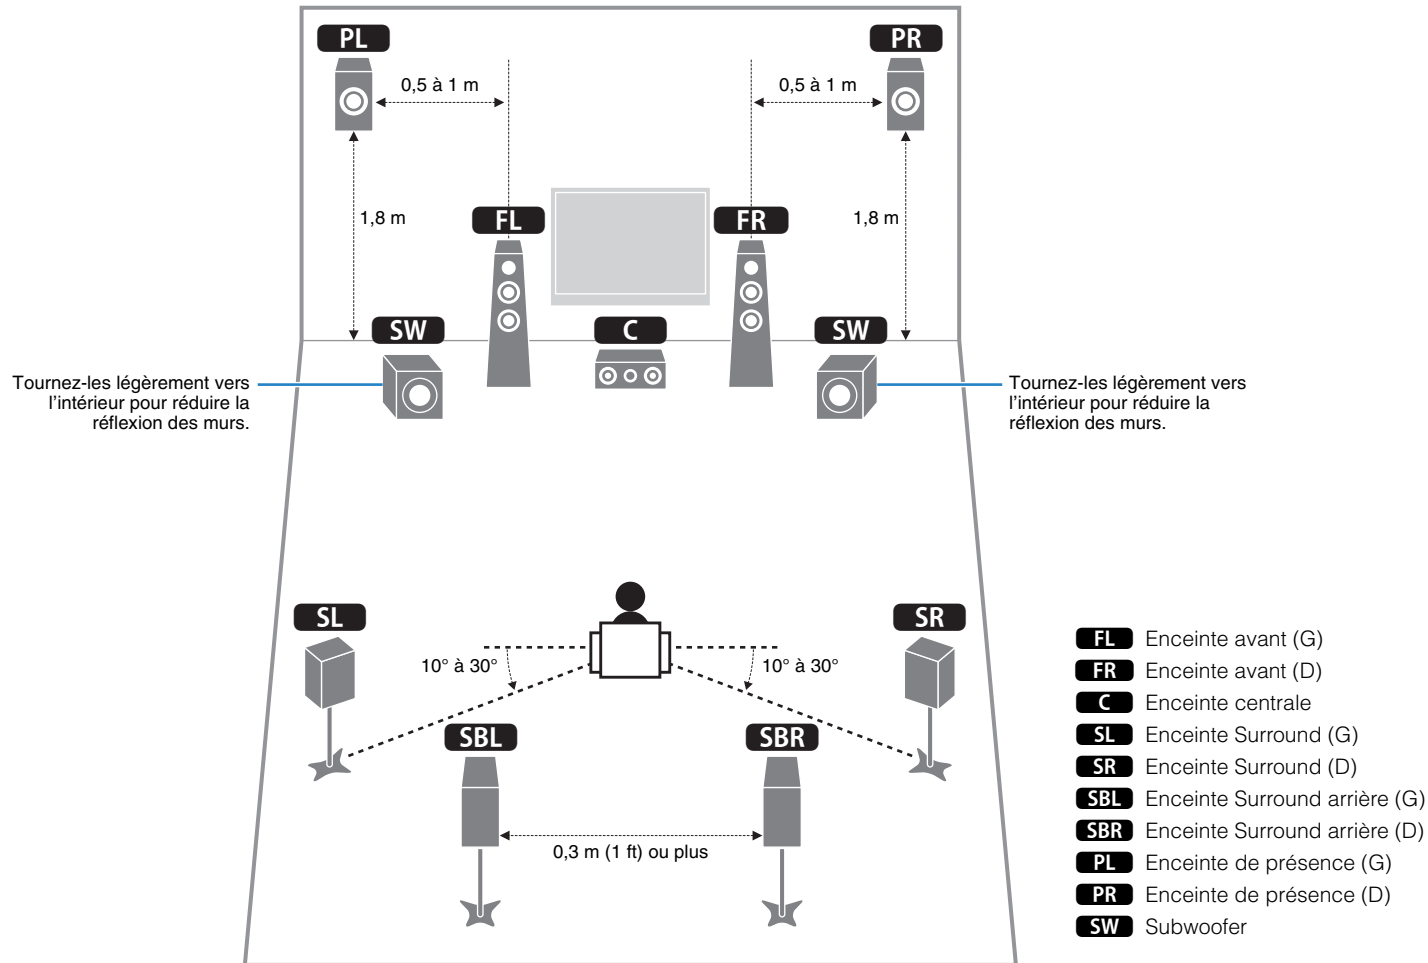 PL
PR
0,5 à 1 m
0,5 à 1 m
1,8 m
FL
FR
1,8 m
SW
C
SW
Tournez-les légèrement vers
l'intérieur pour réduire la
réflexion des murs.
Tournez-les légèrement vers
l'intérieur pour réduire la
réflexion des murs.
SL
SR
10° à 30°
10° à 30°
SBL
SBR
0,3 m (1 ft) ou plus
FL Enceinte avant (G)
FR Enceinte avant (D)
C Enceinte centrale
SL Enceinte Surround (G)
SR Enceinte Surround (D)
SBL Enceinte Surround arrière (G)
SBR Enceinte Surround arrière (D)
PL Enceinte de présence (G)
PR Enceinte de présence (D)
SW Subwoofer